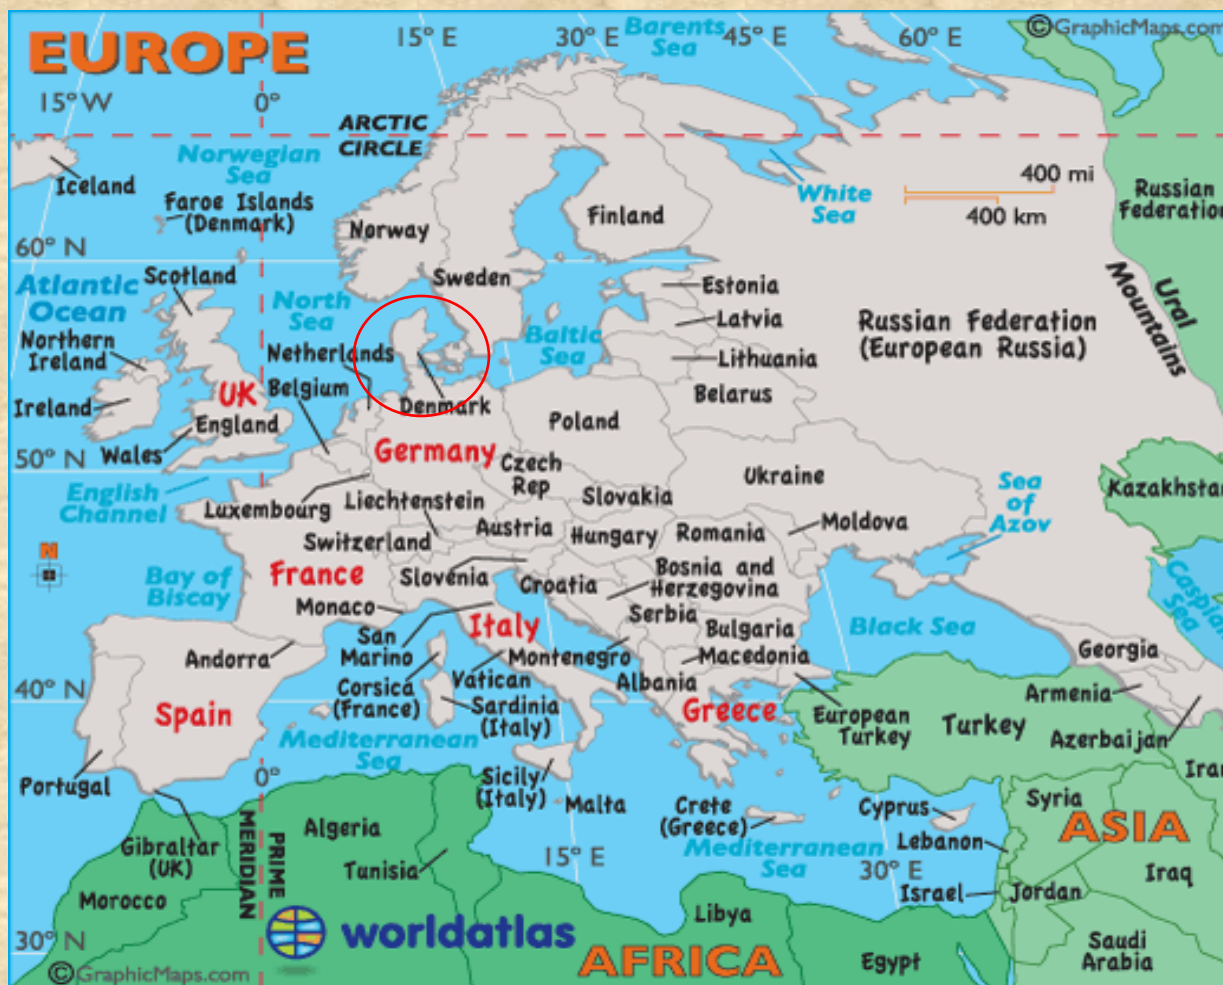 ©GraphicMaps.com
EUROPE
15° E
30° E
Barents
Sea
45° E
60° E
15° W
0°
ARCTIC
CIRCLE
Norwegian
Sea
Iceland
Faroe Islands
(Denmark)
White
Sea
400 mi
400 km
Russian
Federation
Norway
Finland
60° N
Scotland
Sweden
Estonia
Atlantic
Ocean
North
Sea
Ural
Mountains
Latvia
Northern
Ireland
Netherlands
Baltic
Sea
Lithuania
Russian Federation
(European Russia)
UK
Belgium
Belarus
Ireland
England
Denmark
Poland
Wales
Germany
50° N
Czech
Rep
Ukraine
Sea
of
Azov
Kazakhstan
English
Channel
Luxembourg
Liechtenstein
Slovakia
Austria
Hungary
Romania
Moldova
Switzerland
N
Bay of
Biscay
France
Slovenia
Croatia
Bosnia and
Herzegovina
Caspian
Sea
Monaco
Serbia
Italy
Bulgaria
Black Sea
San
Marino
Andorra
Montenegro
Macedonia
Georgia
40° N
Corsica
(France)
Vatican
Albania
Armenia
Spain
Sardinia
(Italy)
Greece
European
Turkey
Turkey
Azerbaijan
Mediterranean
Sea
Portugal
0°
Sicily
(Italy)
Malta
Crete
(Greece)
Cyprus
Syria
Iran
ASIA
Gibraltar
(UK)
PRIME
MERIDIAN
Algeria
Tunisia
15° E
Mediterranean
Sea
30° E
Lebanon
Iraq
Morocco
Israel
Jordan
worldatlas
Libya
30° N
AFRICA
Egypt
Saudi
Arabia
©GraphicMaps.com